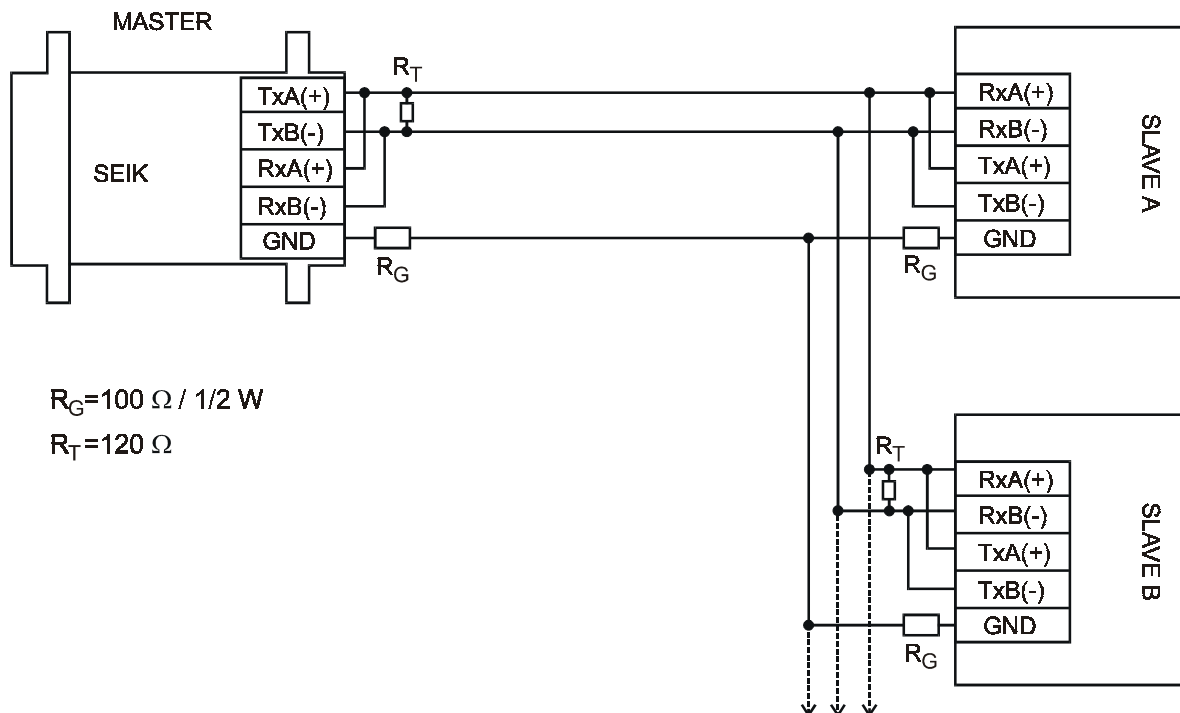 MASTER
SEIK
TxA(+)
TxB(-)
RxA(+)
RxB(-)
GND
RT
RG
RG
RxA(+)
RxB(-)
TxA(+)
TxB(-)
GND
SLAVE A
RG=100 Ω / 1/2 W
RT=120 Ω
RT
RG
RxA(+)
RxB(-)
TxA(+)
TxB(-)
GND
SLAVE B